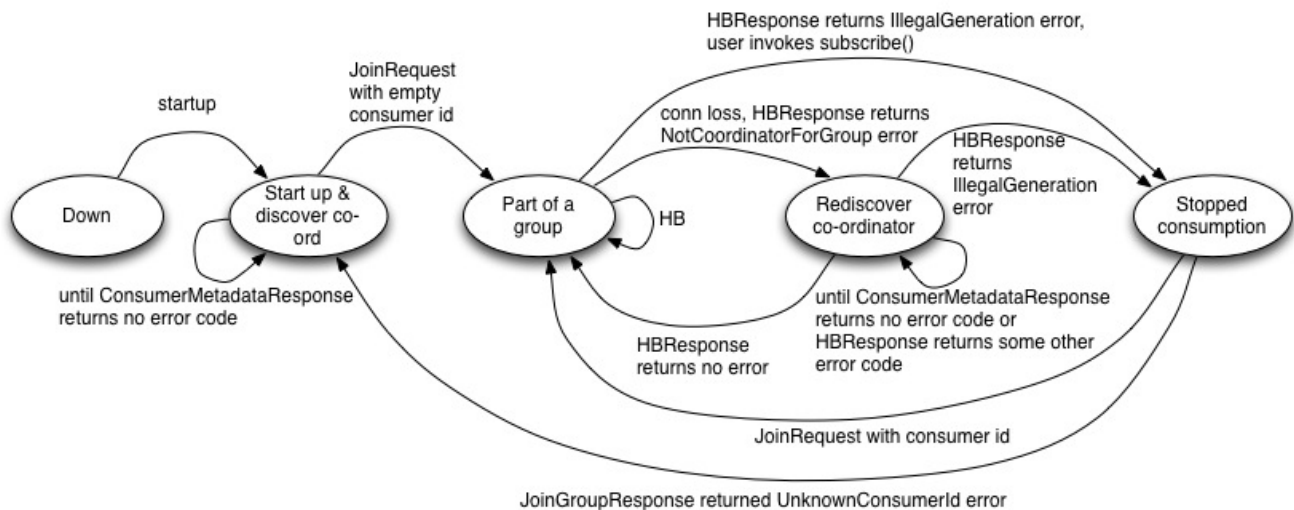 HBResponse returns IllegalGeneration error,
user invokes subscribe()
JoinRequest
with empty
consumer id
startup
conn loss, HBResponse returns
NotCoordinatorForGroup error
HBResponse
returns
IllegalGeneration
error
Down
Start up &
discover co-
ord
Part of a
group
HB
Rediscover
co-ordinator
Stopped
consumption
until ConsumerMetadataResponse
returns no error code
HBResponse
returns no error
until ConsumerMetadataResponse
returns no error code or
HBResponse returns some other
error code
JoinRequest with consumer id
JoinGroupResponse returned UnknownConsumerId error